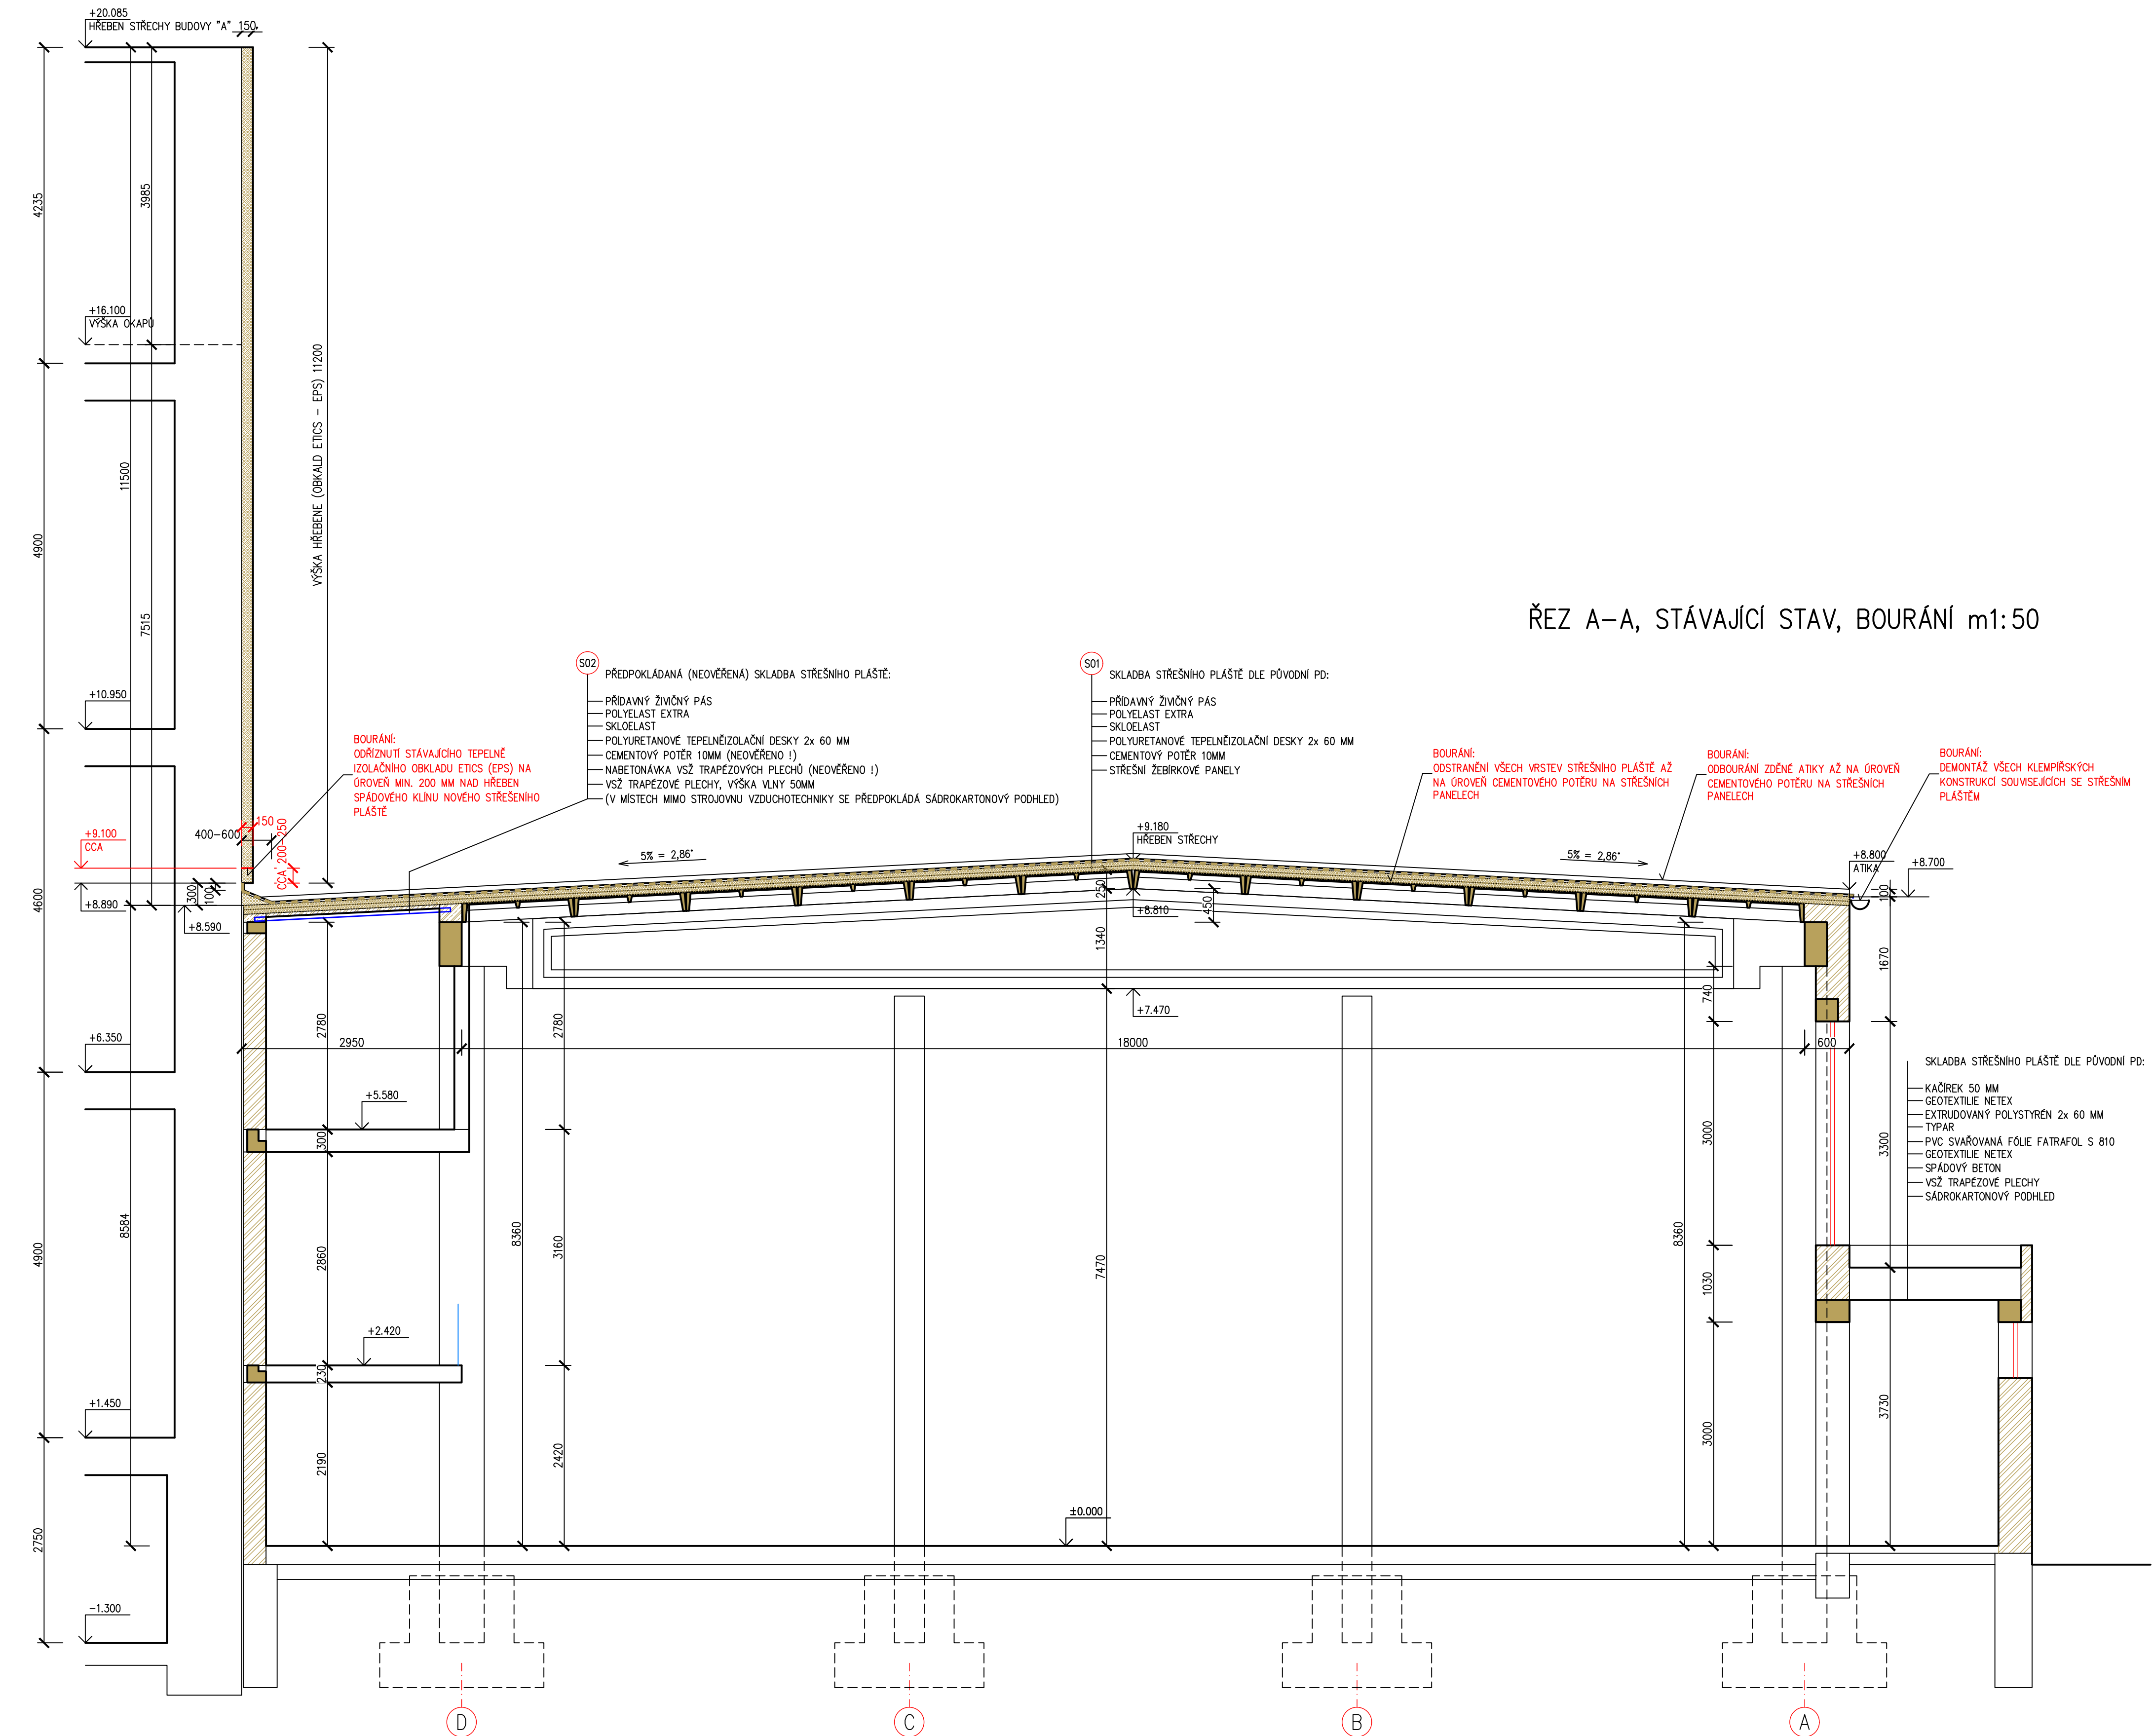 +20.085
HŘEBEN STŘECHY BUDOVY "A"
150
4235
3985
+16.100
VÝŠKA OKAPŮ
11500
VÝŠKA HŘEBENE (OBKALD ETICS - EPS) 11200
4900
7515
+10.950
ŘEZ A-A, STÁVAJÍCÍ STAV, BOURÁNÍ m1:50
S02
PŘEDPOKLÁDANÁ (NEOVĚŘENÁ) SKLADBA STŘEŠNÍHO PLÁŠTĚ:
PŘÍDAVNÝ ŽIVIČNÝ PÁS
POLYELAST EXTRA
SKLOELAST
POLYURETANOVÉ TEPELNĚIZOLAČNÍ DESKY 2x 60 MM
CEMENTOVÝ POTĚR 10MM (NEOVĚŘENO !)
NABETONÁVKA VSŽ TRAPÉZOVÝCH PLECHŮ (NEOVĚŘENO !)
VSŽ TRAPÉZOVÉ PLECHY, VÝŠKA VLNY 50MM
(V MÍSTECH MIMO STROJOVNU VZDUCHOTECHNIKY SE PŘEDPOKLÁDÁ SÁDROKARTONOVÝ PODHLED)
S01
SKLADBA STŘEŠNÍHO PLÁŠTĚ DLE PŮVODNÍ PD:
PŘÍDAVNÝ ŽIVIČNÝ PÁS
POLYELAST EXTRA
SKLOELAST
POLYURETANOVÉ TEPELNĚIZOLAČNÍ DESKY 2x 60 MM
CEMENTOVÝ POTĚR 10MM
STŘEŠNÍ ŽEBÍRKOVÉ PANELY
BOURÁNÍ:
ODŘÍZNUTÍ STÁVAJÍCÍHO TEPELNĚ
IZOLAČNÍHO OBKLADU ETICS (EPS) NA
ÚROVEŇ MIN. 200 MM NAD HŘEBEN
SPÁDOVÉHO KLÍNU NOVÉHO STŘEŠENÍHO
PLÁŠTĚ
BOURÁNÍ:
ODSTRANĚNÍ VŠECH VRSTEV STŘEŠNÍHO PLÁŠTĚ AŽ
NA ÚROVEŇ CEMENTOVÉHO POTĚRU NA STŘEŠNÍCH
PANELECH
BOURÁNÍ:
ODBOURÁNÍ ZDĚNÉ ATIKY AŽ NA ÚROVEŇ
CEMENTOVÉHO POTĚRU NA STŘEŠNÍCH
PANELECH
BOURÁNÍ:
DEMONTÁŽ VŠECH KLEMPÍŘSKÝCH
KONSTRUKCÍ SOUVISEJÍCÍCH SE STŘEŠNÍM
PLÁŠTĚM
+9.100
CCA
400-600
150
CCA 200-250
300
100
+8.890
+8.590
4600
5% = 2,86°
+9.180
HŘEBEN STŘECHY
5% = 2,86°
+8.800
ATIKA
+8.700
100
250
+8.810
450
1340
+7.470
740
1670
2780
2780
2950
18000
600
+6.350
+5.580
300
SKLADBA STŘEŠNÍHO PLÁŠTĚ DLE PŮVODNÍ PD:
KAČÍREK 50 MM
GEOTEXTILIE NETEX
EXTRUDOVANÝ POLYSTYRÉN 2x 60 MM
TYPAR
PVC SVAŘOVANÁ FÓLIE FATRAFOL S 810
GEOTEXTILIE NETEX
SPÁDOVÝ BETON
VSŽ TRAPÉZOVÉ PLECHY
SÁDROKARTONOVÝ PODHLED
3000
3300
4900
8584
2860
8360
3160
7470
8360
1030
+2.420
230
+1.450
2190
2420
3000
3730
2750
±0.000
-1.300
D
C
B
A